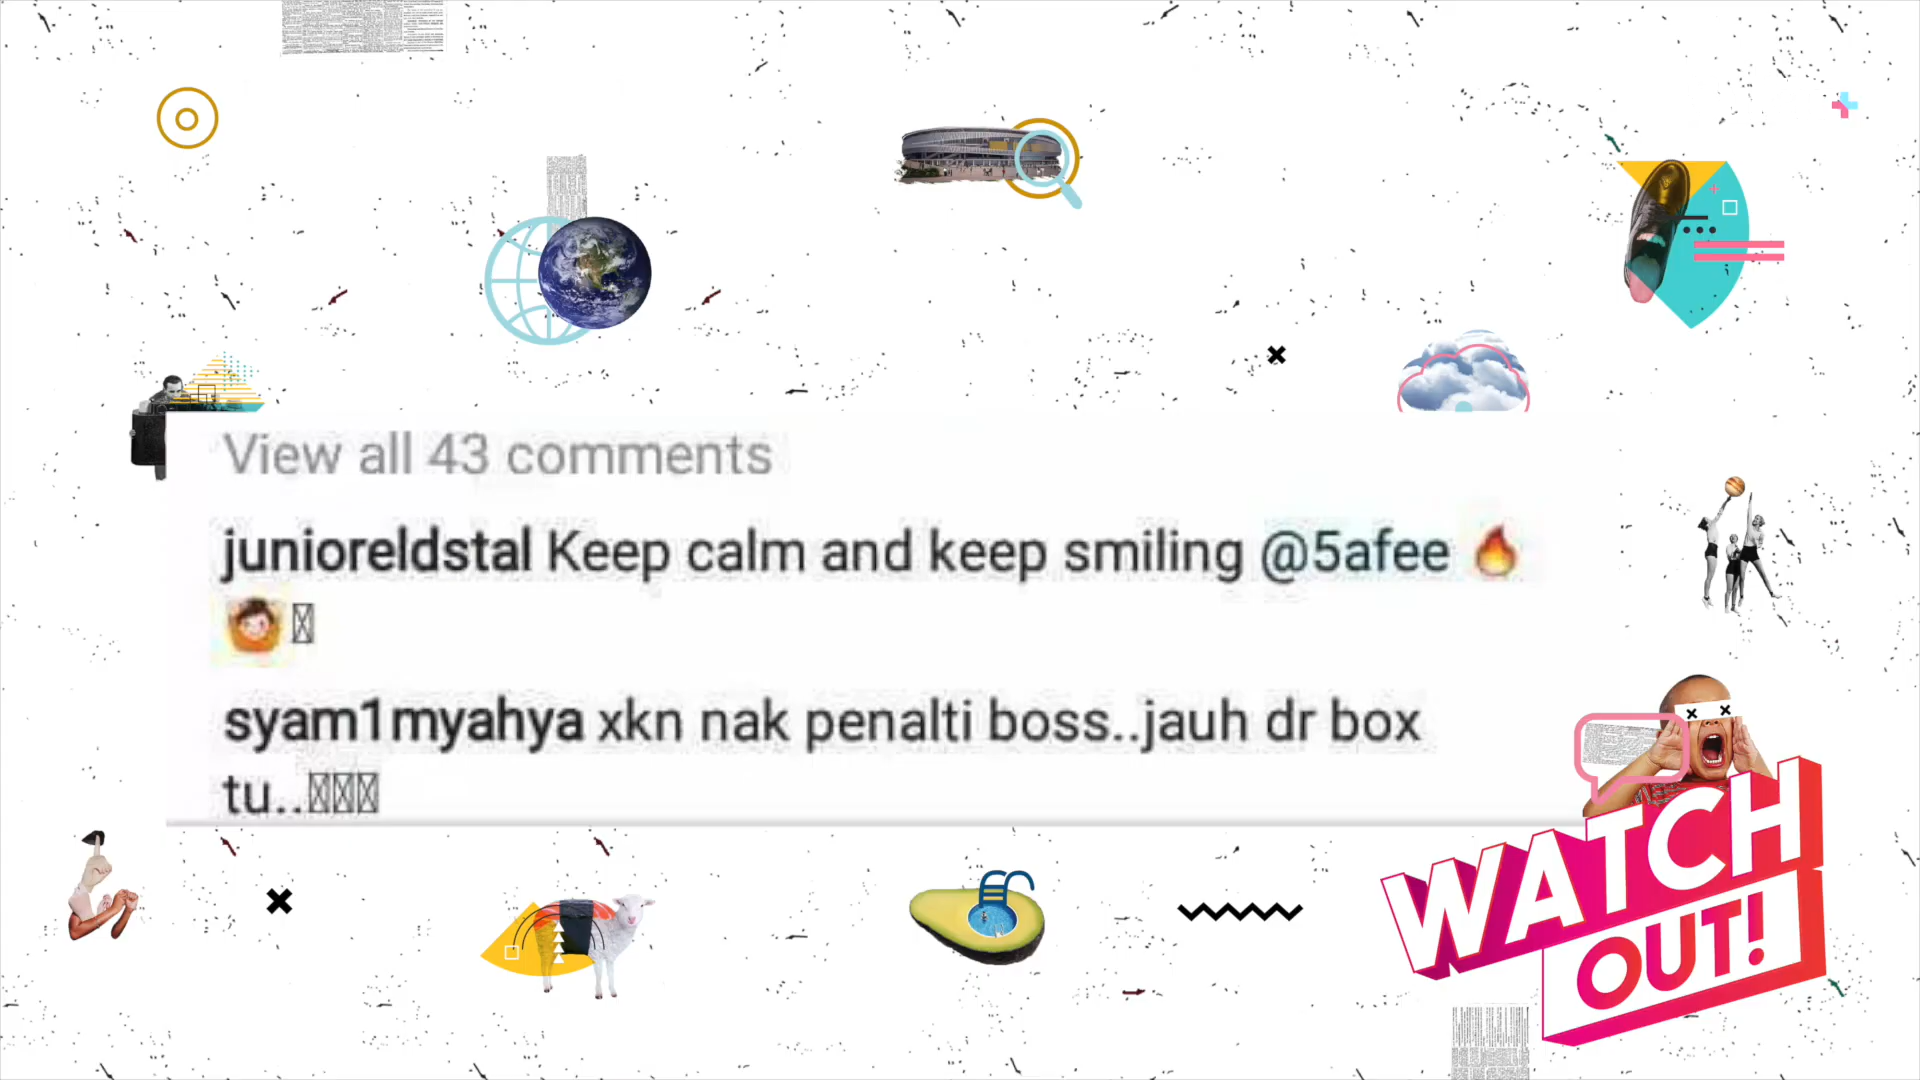 View all 43 comments
junioreldstal Keep calm and keep smiling @5afee 🔥
🙆
syam1myahya xkn nak penalti boss..jauh dr box
tu..
WATCH
OUT!